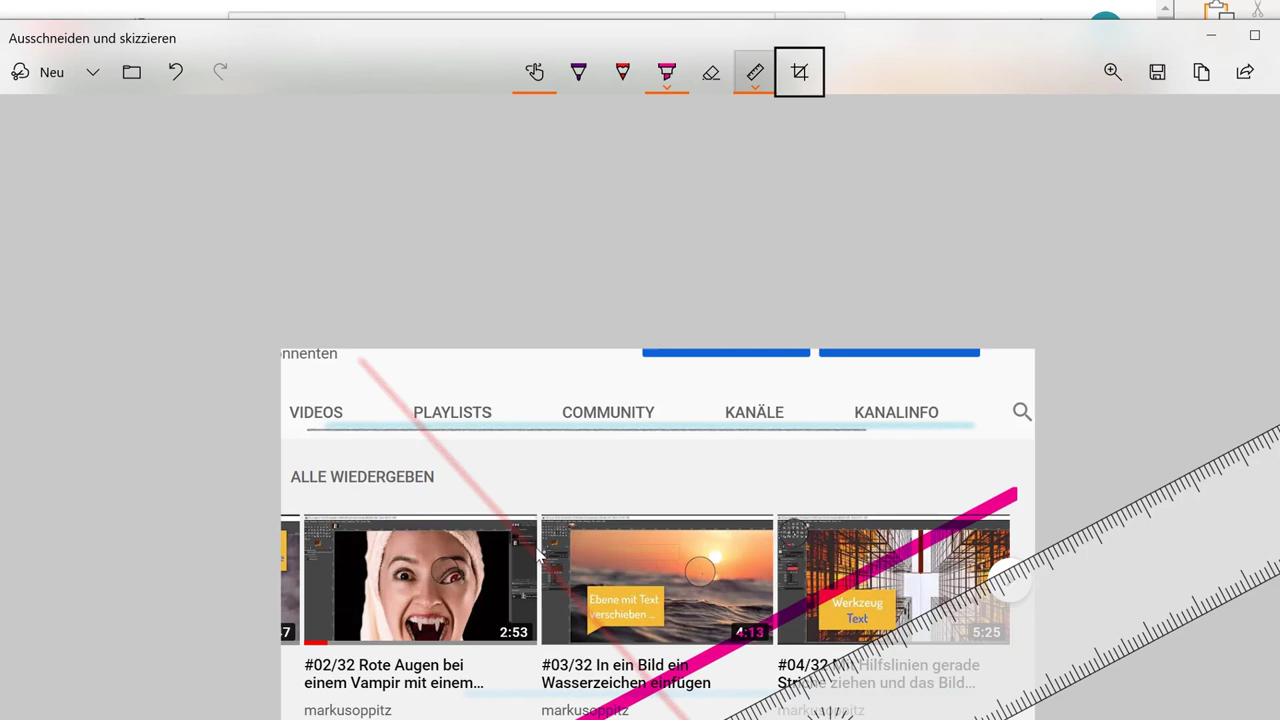 Ausschneiden und skizzieren
Neu
nnenten
VIDEOS PLAYLISTS COMMUNITY KANÄLE KANALINFO
ALLE WIEDERGEBEN
Ebene mit Text
verschieben ...
Werkzeug
Text
47 2:53 4:13 5:25
#02/32 Rote Augen bei
einem Vampir mit einem...
#03/32 In ein Bild ein
Wasserzeichen einfügen
#04/32 Hilfslinien gerade
ziehen und das Bild...
markusoppitz markusoppitz markusoppitz